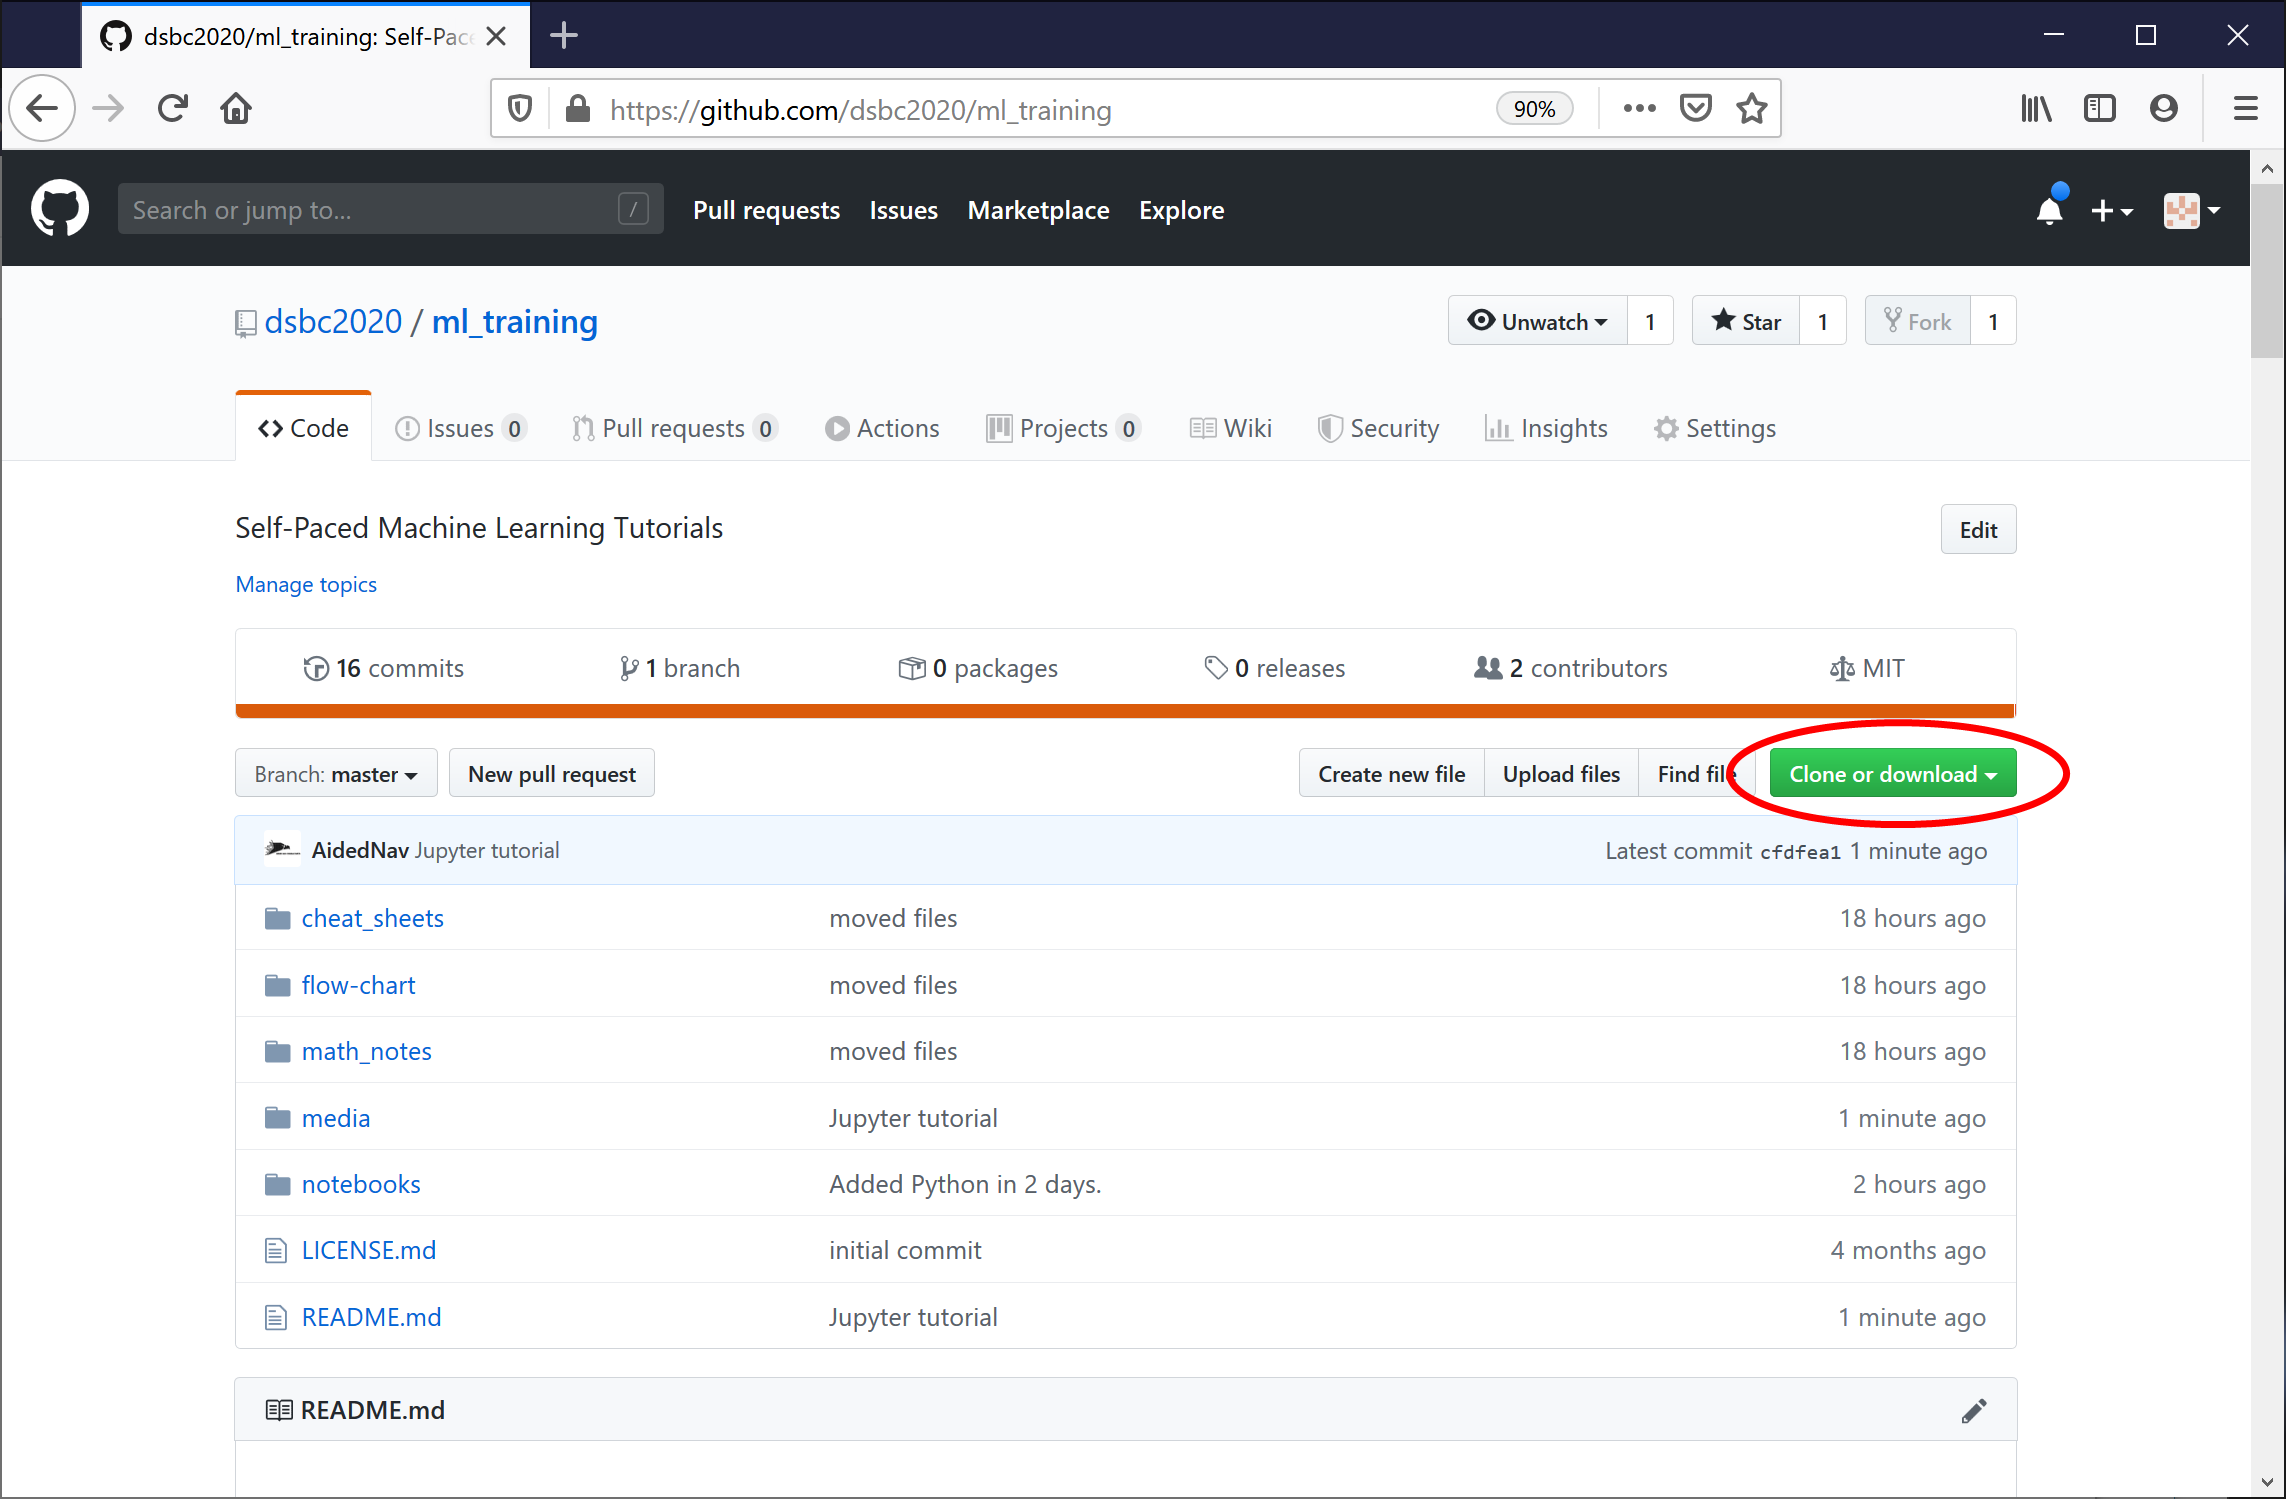 dsbc2020/ml_training: Self-Pace
https://github.com/dsbc2020/ml_training 90%
Search or jump to... / Pull requests Issues Marketplace Explore
dsbc2020 / ml_training Unwatch 1 Star 1 Fork 1
Code Issues 0 Pull requests 0 Actions Projects 0 Wiki Security Insights Settings
Self-Paced Machine Learning Tutorials Edit
Manage topics
16 commits 1 branch 0 packages 0 releases 2 contributors MIT
Branch: master New pull request Create new file Upload files Find file Clone or download
AidedNav Jupyter tutorial Latest commit cfdfea1 1 minute ago
cheat_sheets moved files 18 hours ago
flow-chart moved files 18 hours ago
math_notes moved files 18 hours ago
media Jupyter tutorial 1 minute ago
notebooks Added Python in 2 days. 2 hours ago
LICENSE.md initial commit 4 months ago
README.md Jupyter tutorial 1 minute ago
README.md